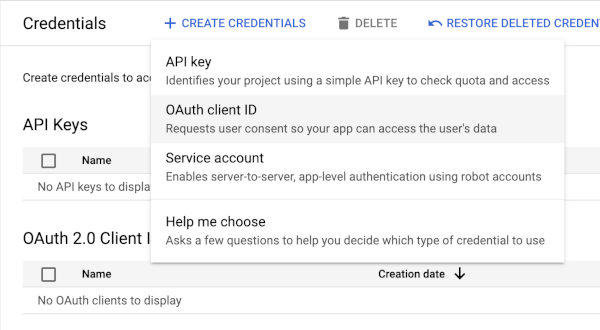 Credentials
CREATE CREDENTIALS
DELETE
RESTORE DELETED CREDEN
API key
Identifies your project using a simple API key to check quota and access
Create credentials to acc
OAuth client ID
Requests user consent so your app can access the user's data
API Keys
Service account
Enables server-to-server, app-level authentication using robot accounts
Name
No API keys to displa
Help me choose
Asks a few questions to help you decide which type of credential to use
OAuth 2.0 Client I
Name
Creation date
No OAuth clients to display